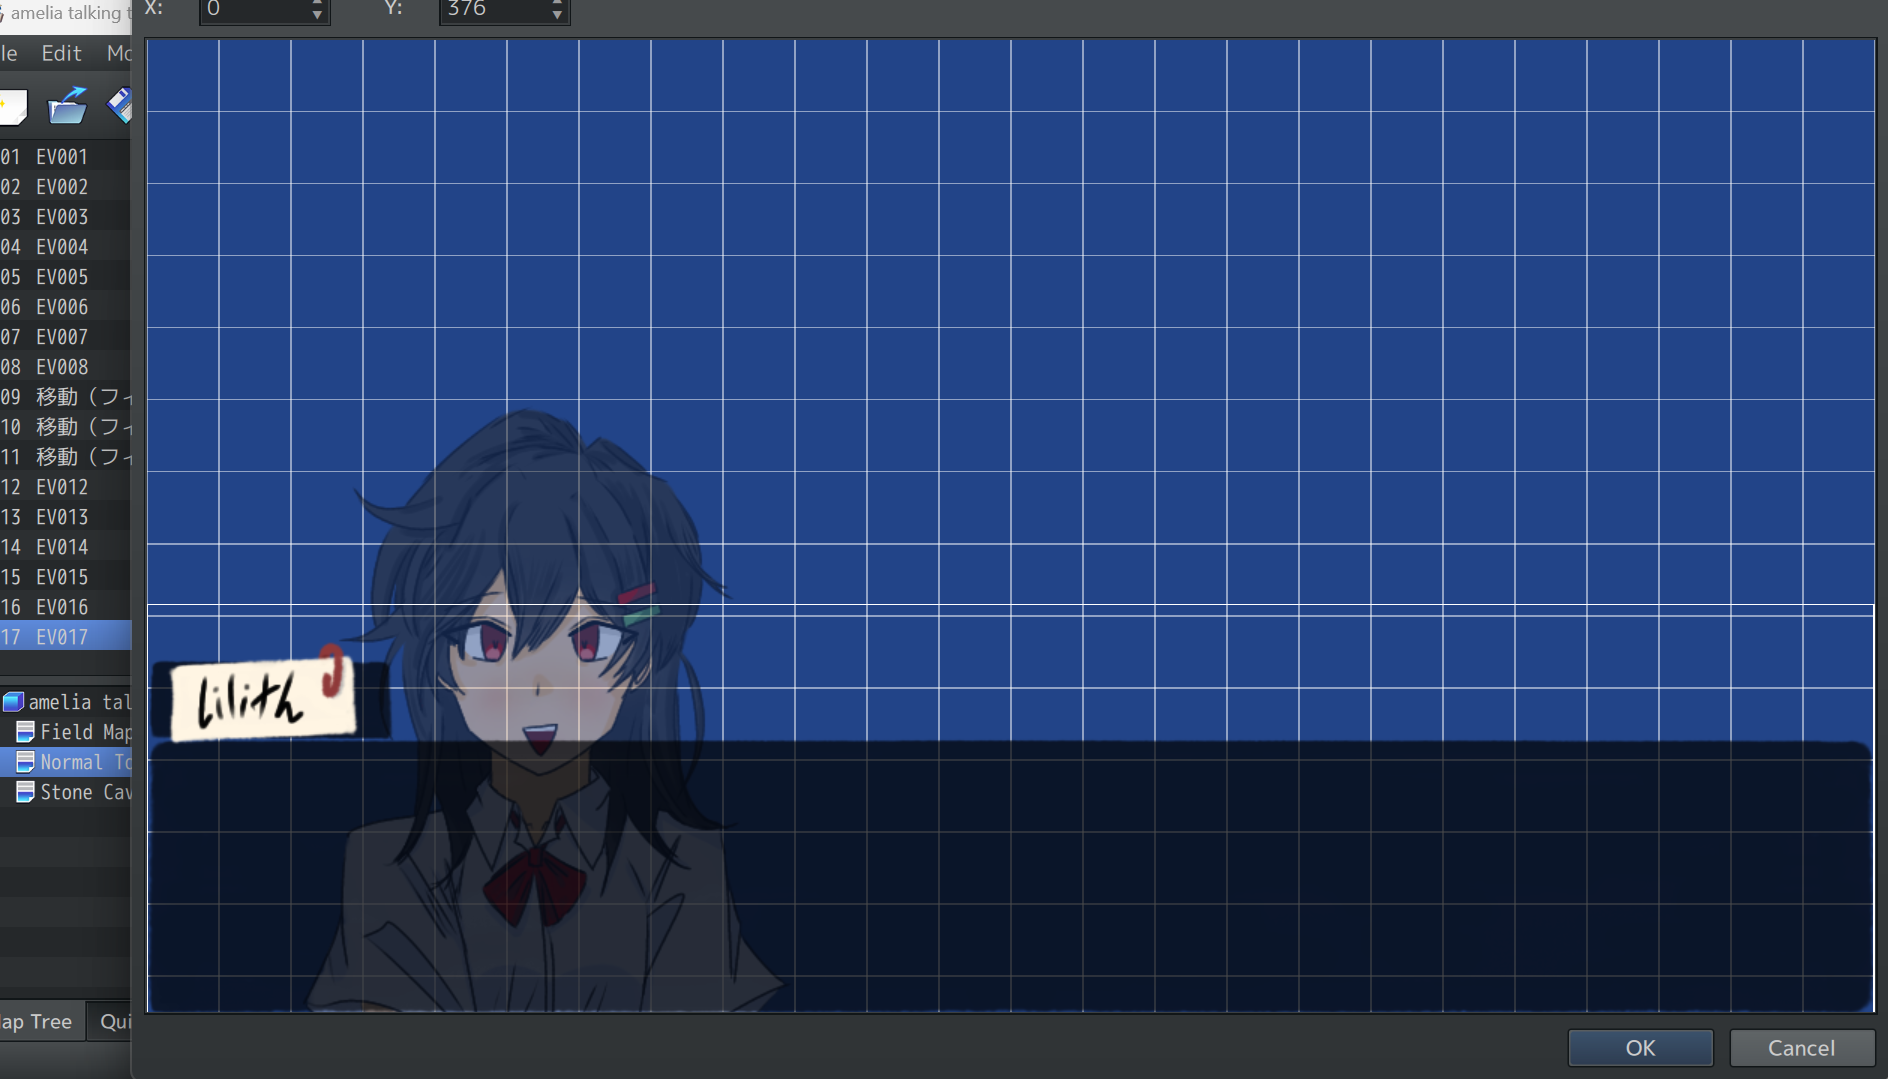 amelia talking t
X: 0 Y: 376
le Edit Mo
01 EV001
02 EV002
03 EV003
04 EV004
05 EV005
06 EV006
07 EV007
08 EV008
09 移動（フィ
10 移動（フィ
11 移動（フィ
12 EV012
13 EV013
14 EV014
15 EV015
16 EV016
17 EV017
lilith
amelia tal
Field Map
Normal To
Stone Cav
ap Tree Qui
OK Cancel